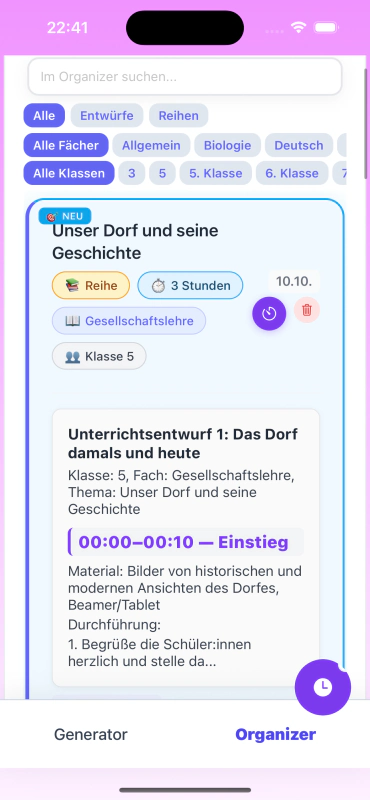 22:41
Im Organizer suchen...
Alle Entwürfe Reihen
Alle Fächer Allgemein Biologie Deutsch
Alle Klassen 3 5 5. Klasse 6. Klasse 7
NEU
Unser Dorf und seine
Geschichte
10.10.
Reihe 3 Stunden
Gesellschaftslehre
Klasse 5
Unterrichtsentwurf 1: Das Dorf
damals und heute
Klasse: 5, Fach: Gesellschaftslehre,
Thema: Unser Dorf und seine
Geschichte
00:00–00:10 — Einstieg
Material: Bilder von historischen und
modernen Ansichten des Dorfes,
Beamer/Tablet
Durchführung:
1. Begrüße die Schüler:innen
herzlich und stelle da...
Generator Organizer